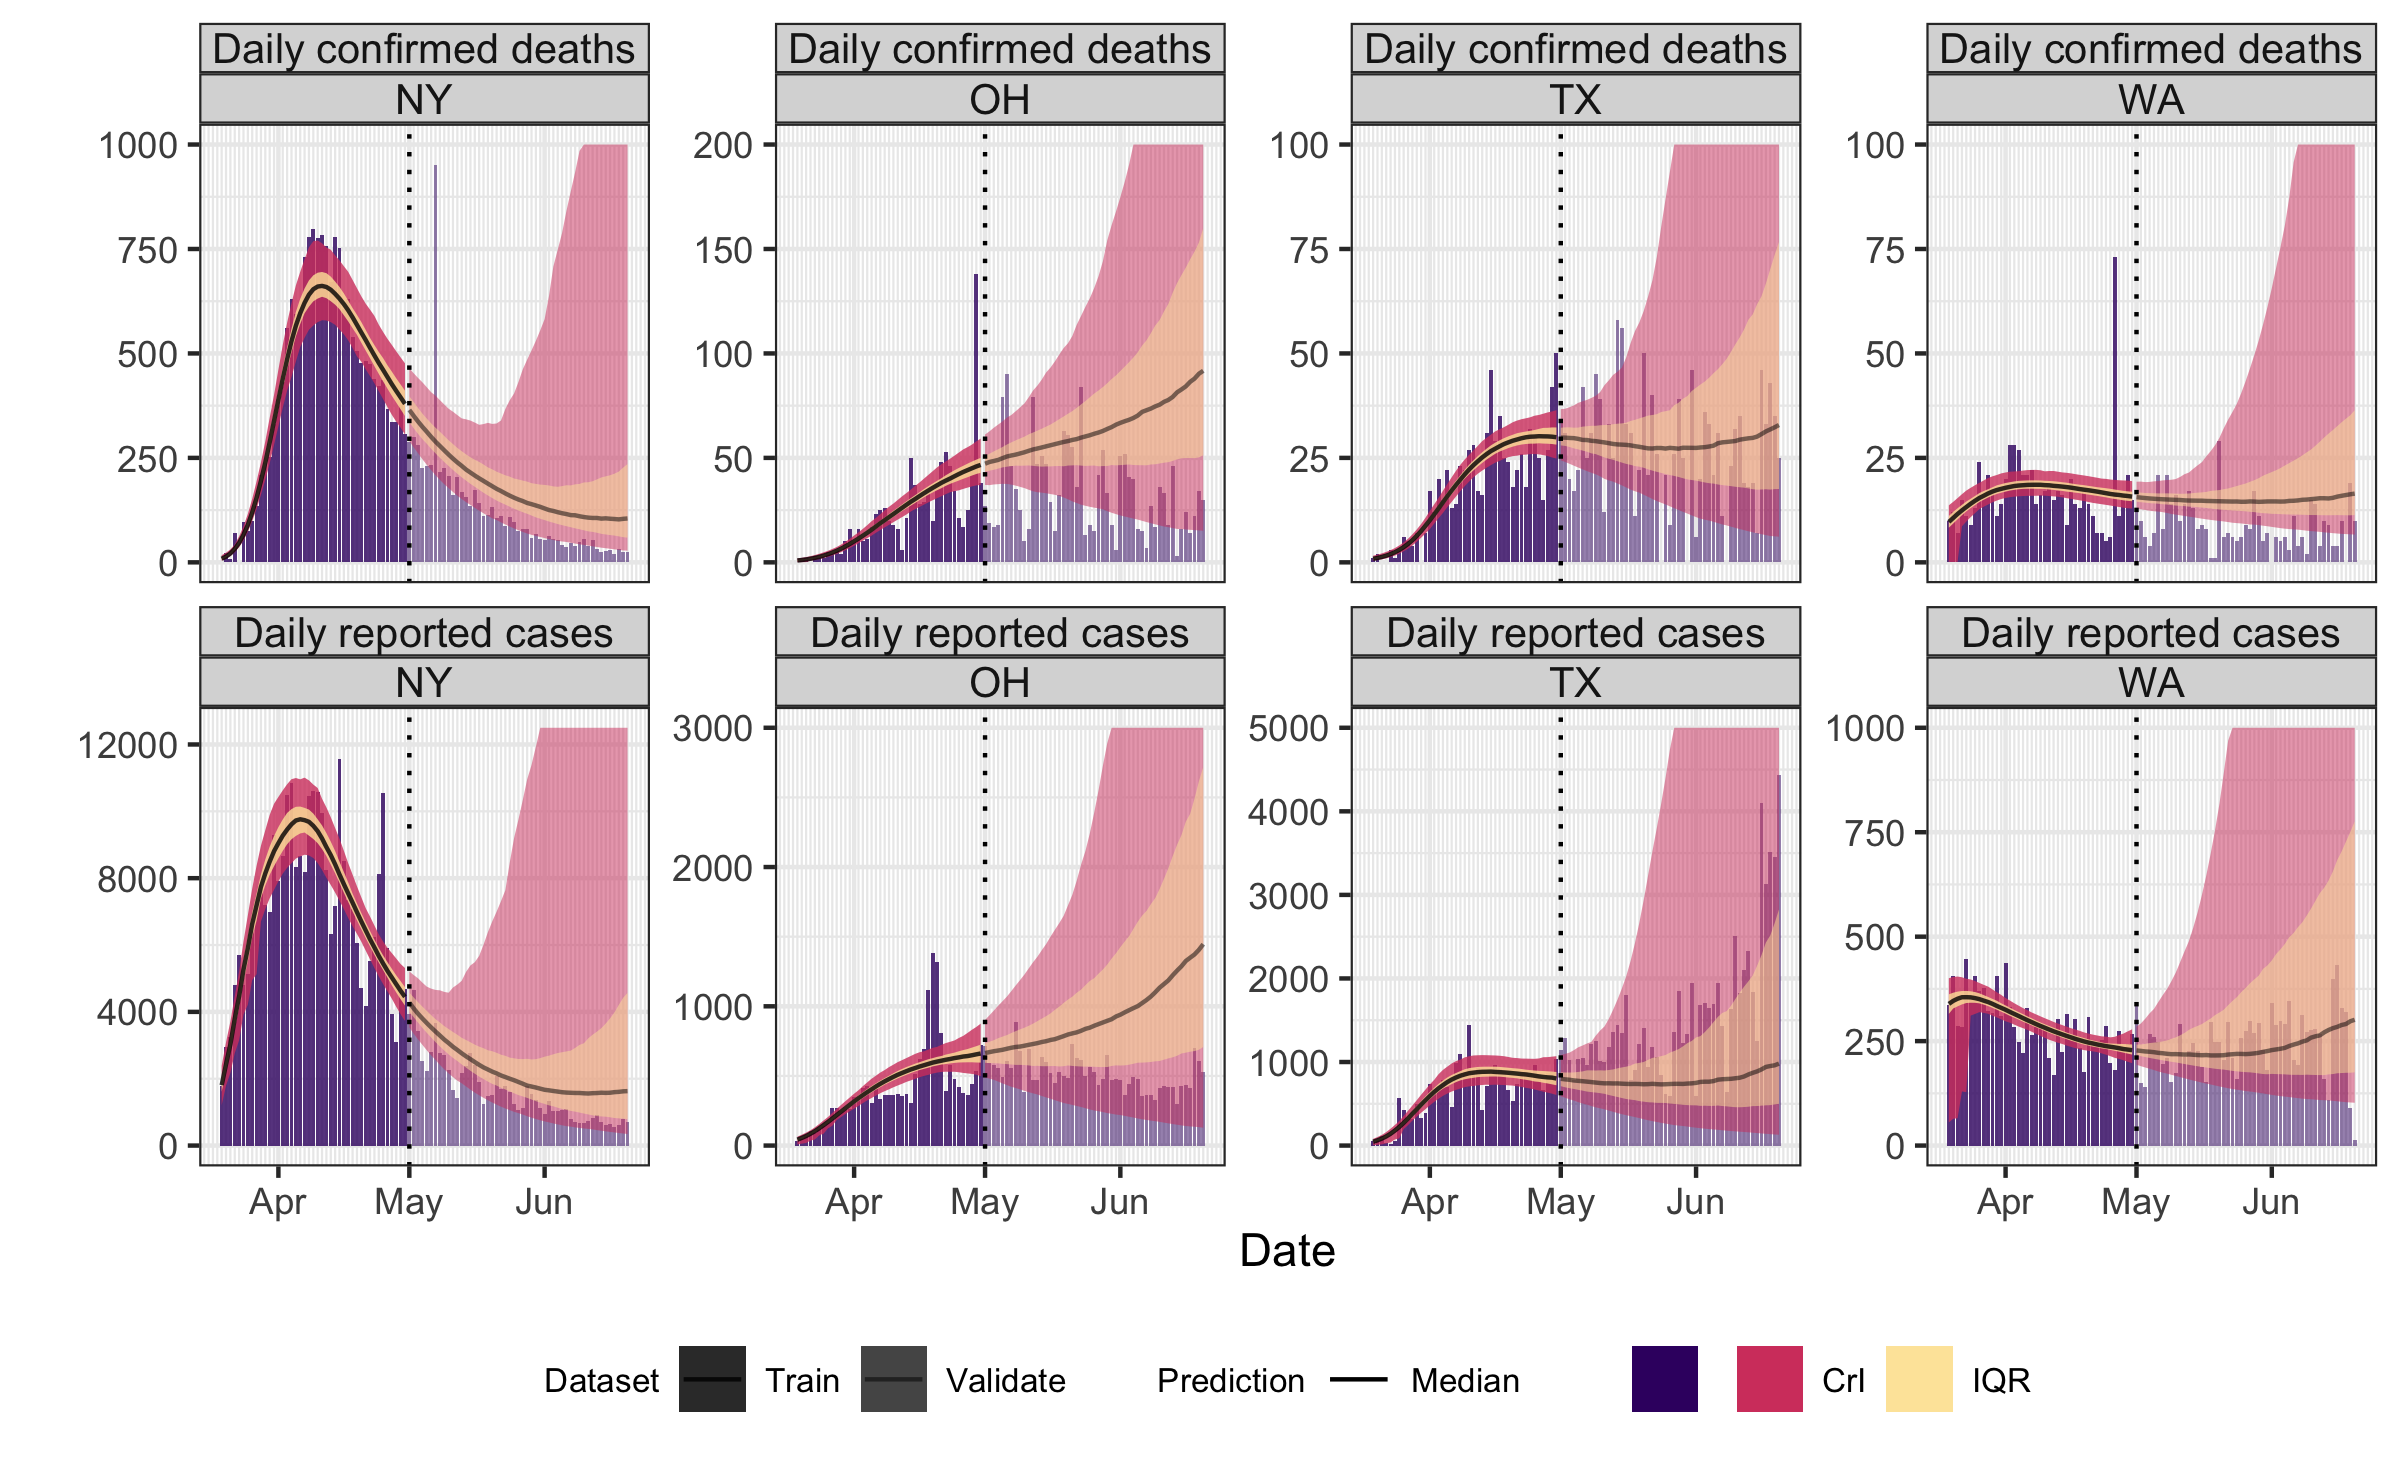 Daily confirmed deaths Daily confirmed deaths Daily confirmed deaths Daily confirmed deaths
NY OH TX WA
1000 200 100 100
750 150 75 75
500 100 50 50
250 50 25 25
0 0 0 0
Daily reported cases Daily reported cases Daily reported cases Daily reported cases
NY OH TX WA
12000 3000 5000 1000
8000 2000 4000 750
4000 1000 3000 500
0 0 2000 250
1000 0
0
Apr May Jun Apr May Jun Apr May Jun Apr May Jun
Date
Dataset Train Validate Prediction Median CrI IQR